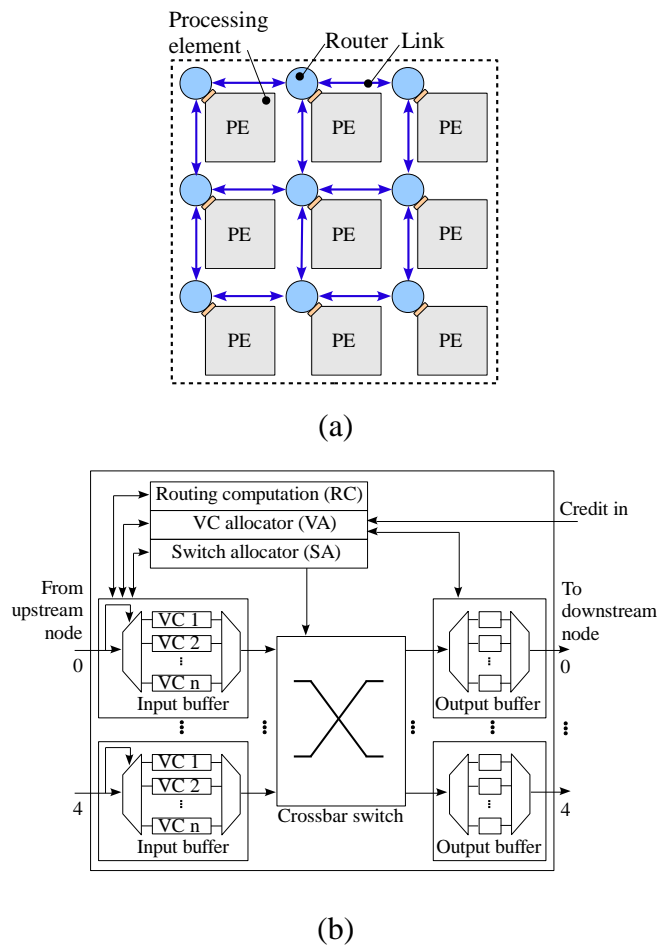 Processing
element
Router
Link
PE
PE
PE
PE
PE
PE
PE
PE
PE
(a)
Routing computation (RC)
VC allocator (VA)
Switch allocator (SA)
Credit in
From
upstream
node
0
VC 1
VC 2
...
VC n
Input buffer
To
downstream
node
0
...
Output buffer
4
VC 1
VC 2
...
VC n
Input buffer
Crossbar switch
...
Output buffer
4
(b)